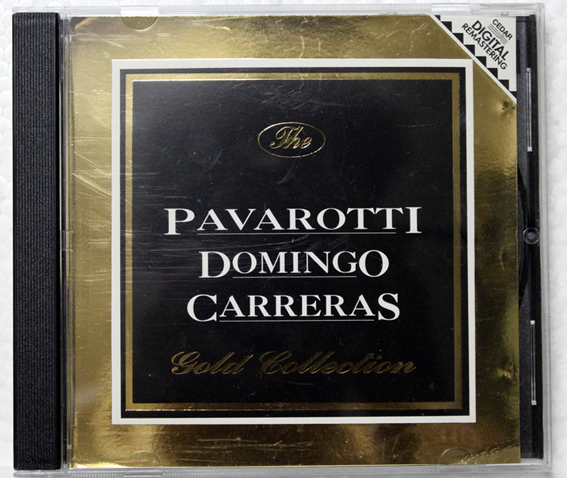 CEDAR
DIGITAL
REMASTERING
The
PAVAROTTI
DOMINGO
CARRERAS
Gold Collection